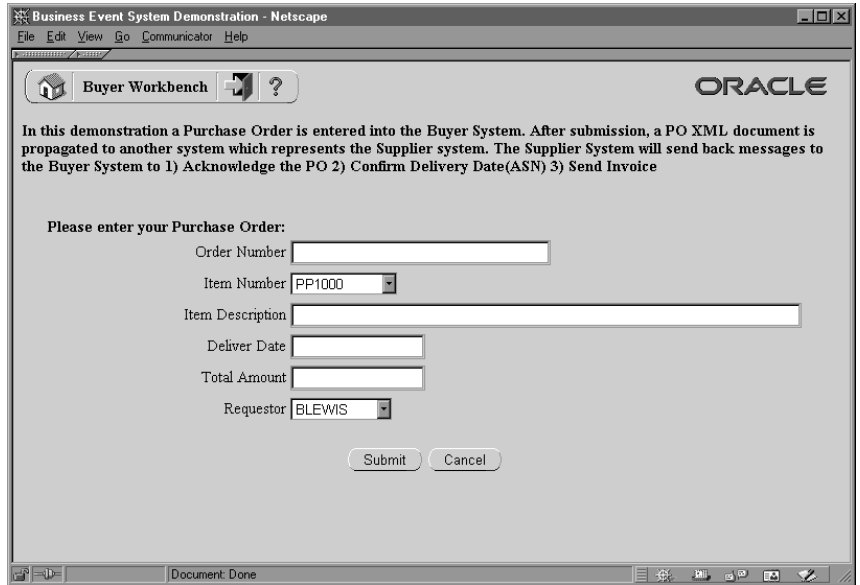 Business Event System Demonstration - Netscape
File Edit View Go Communicator Help
Buyer Workbench
?
ORACLE
In this demonstration a Purchase Order is entered into the Buyer System. After submission, a PO XML document is
propagated to another system which represents the Supplier system. The Supplier System will send back messages to
the Buyer System to 1) Acknowledge the PO 2) Confirm Delivery Date(ASN) 3) Send Invoice
Please enter your Purchase Order:
Order Number
Item Number PP1000
Item Description
Deliver Date
Total Amount
Requestor BLEWIS
Submit Cancel
Document: Done